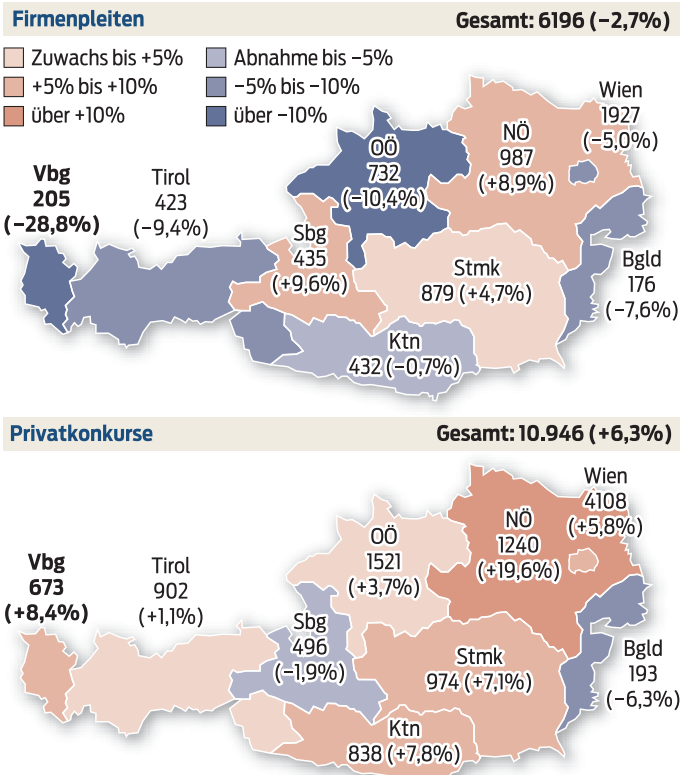 Firmenpleiten
Gesamt: 6196 (−2,7%)
Zuwachs bis +5%
+5% bis +10%
über +10%
Abnahme bis −5%
−5% bis −10%
über −10%
Wien
1927
(−5,0%)
NÖ
987
(+8,9%)
OÖ
732
(−10,4%)
Vbg
205
(−28,8%)
Tirol
423
(−9,4%)
Sbg
435
(+9,6%)
Stmk
879 (+4,7%)
Bgld
176
(−7,6%)
Ktn
432 (−0,7%)
Privatkonkurse
Gesamt: 10.946 (+6,3%)
Wien
4108
(+5,8%)
NÖ
1240
(+19,6%)
OÖ
1521
(+3,7%)
Vbg
673
(+8,4%)
Tirol
902
(+1,1%)
Sbg
496
(−1,9%)
Stmk
974 (+7,1%)
Bgld
193
(−6,3%)
Ktn
838 (+7,8%)